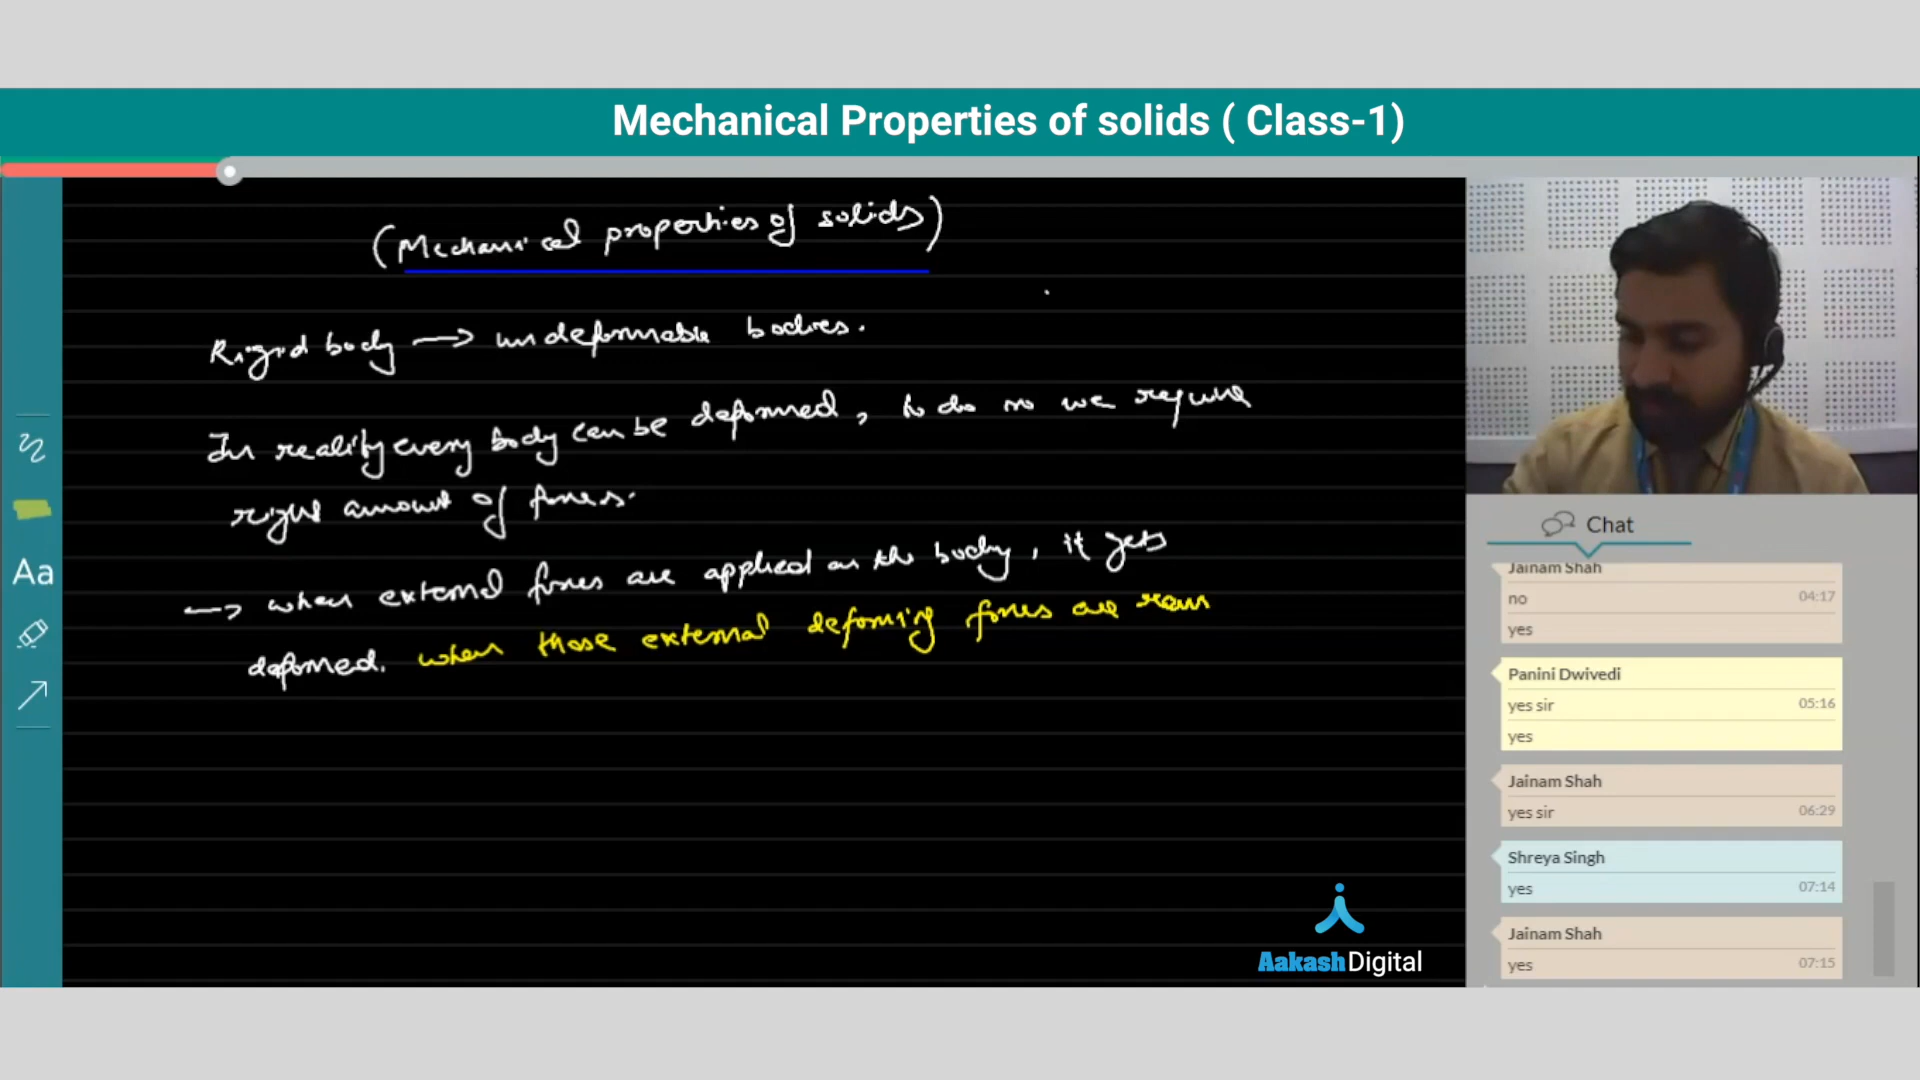 Mechanical Properties of solids ( Class-1)
(Mechanical properties of solids)
Rigid body → undeformable bodies.
In reality every body can be deformed, to do so we require
right amount of forces.
→ when external forces are applied on the body, it gets
deformed. when those external deforming forces are
Aa
AakashDigital
Chat
Jainam Shah
no 04:17
yes
Panini Dwivedi
yes sir 05:16
yes
Jainam Shah
yes sir 06:29
Shreya Singh
yes 07:14
Jainam Shah
yes 07:15